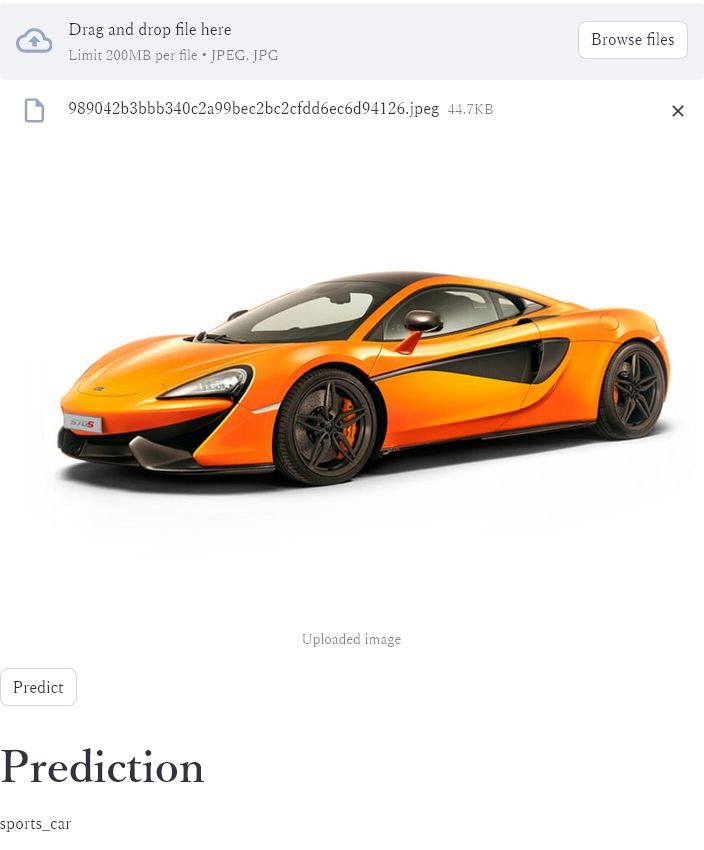 Drag and drop file here
Limit 200MB per file • JPEG, JPG
Browse files
989042b3bbb340c2a99bec2bc2cfdd6ec6d94126.jpeg 44.7KB
570S
Uploaded image
Predict
Prediction
sports_car